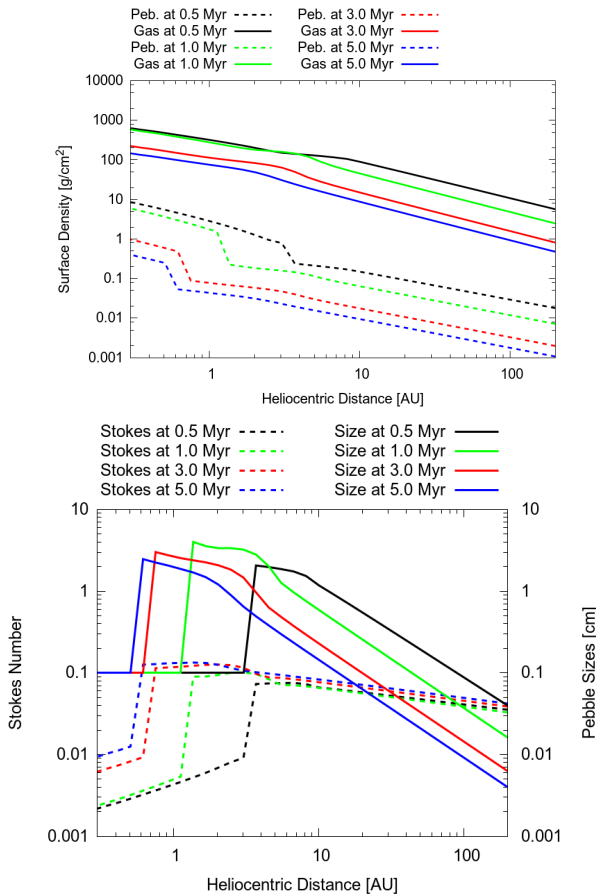 Peb. at 0.5 Myr Peb. at 3.0 Myr
Gas at 0.5 Myr Gas at 3.0 Myr
Peb. at 1.0 Myr Peb. at 5.0 Myr
Gas at 1.0 Myr Gas at 5.0 Myr
10000
1000
100
10
1
0.1
0.01
0.001
Surface Density [g/cm²]
1 10 100
Heliocentric Distance [AU]
Stokes at 0.5 Myr Size at 0.5 Myr
Stokes at 1.0 Myr Size at 1.0 Myr
Stokes at 3.0 Myr Size at 3.0 Myr
Stokes at 5.0 Myr Size at 5.0 Myr
10 10
1 1
0.1 0.1
0.01 0.01
0.001 0.001
Stokes Number
Pebble Sizes [cm]
1 10 100
Heliocentric Distance [AU]